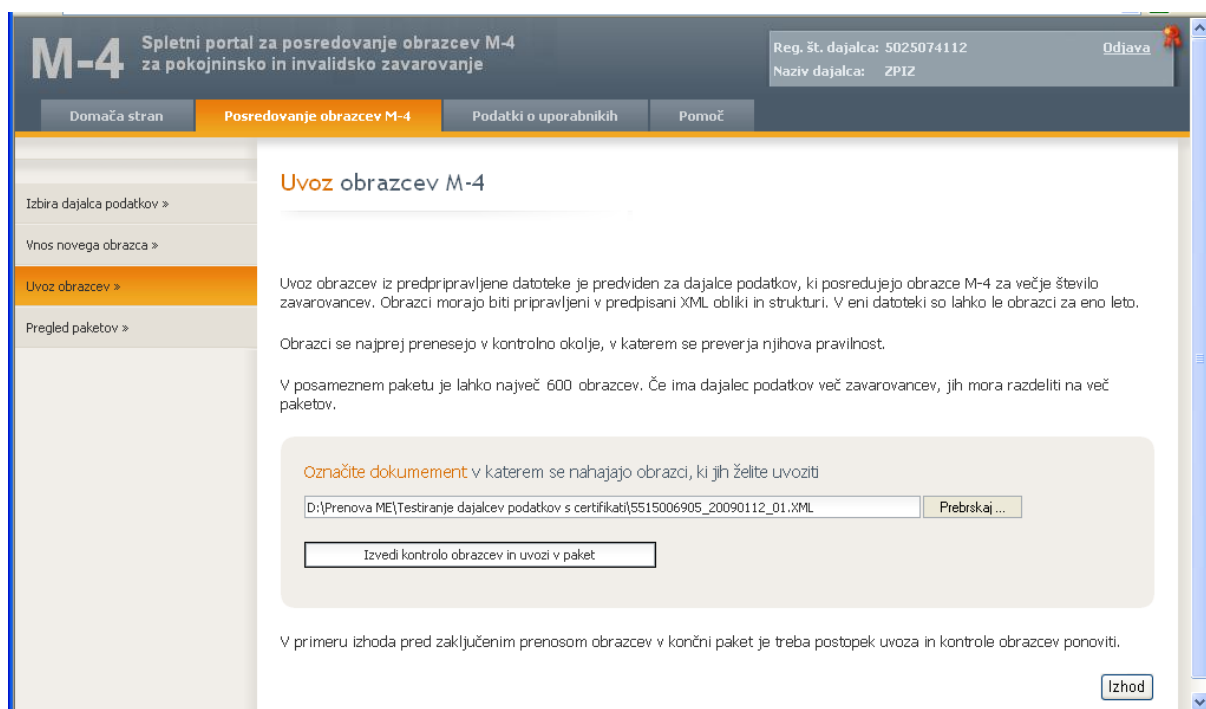 M-4
Spletni portal za posredovanje obrazcev M-4
za pokojninsko in invalidsko zavarovanje
Reg. št. dajalca: 5025074112
Odjava
Naziv dajalca: ZPIZ
Domača stran
Posredovanje obrazcev M-4
Podatki o uporabnikih
Pomoč
Izbira dajalca podatkov »
Vnos novega obrazca »
Uvoz obrazcev »
Pregled paketov »
Uvoz obrazcev M-4
Uvoz obrazcev iz predpripravljene datoteke je predviden za dajalce podatkov, ki posredujejo obrazce M-4 za večje število
zavarovancev. Obrazci morajo biti pripravljeni v predpisani XML obliki in strukturi. V eni datoteki so lahko le obrazci za eno leto.
Obrazci se najprej prenesejo v kontrolno okolje, v katerem se preverja njihova pravilnost.
V posameznem paketu je lahko največ 600 obrazcev. Če ima dajalec podatkov več zavarovancev, jih mora razdeliti na več
paketov.
Označite dokumement v katerem se nahajajo obrazci, ki jih želite uvoziti
D:\Prenova ME\Testiranje dajalcev podatkov s certifikati\5515006905_20090112_01.XML
Prebrskaj ...
Izvedi kontrolo obrazcev in uvozi v paket
V primeru izhoda pred zaključenim prenosom obrazcev v končni paket je treba postopek uvoza in kontrole obrazcev ponoviti.
Izhod